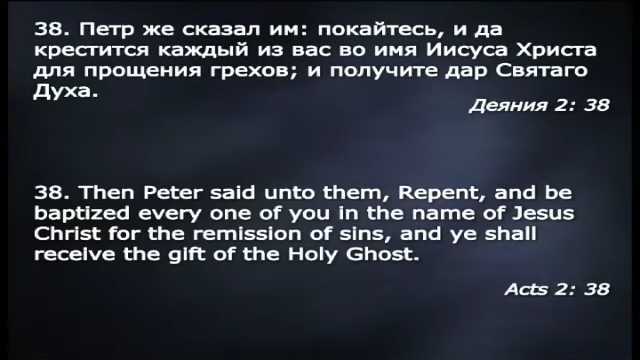 38. Петр же сказал им: покайтесь, и да
крестится каждый из вас во имя Иисуса Христа
для прощения грехов; и получите дар Святаго
Духа.
Деяния 2: 38
38. Then Peter said unto them, Repent, and be
baptized every one of you in the name of Jesus
Christ for the remission of sins, and ye shall
receive the gift of the Holy Ghost.
Acts 2: 38